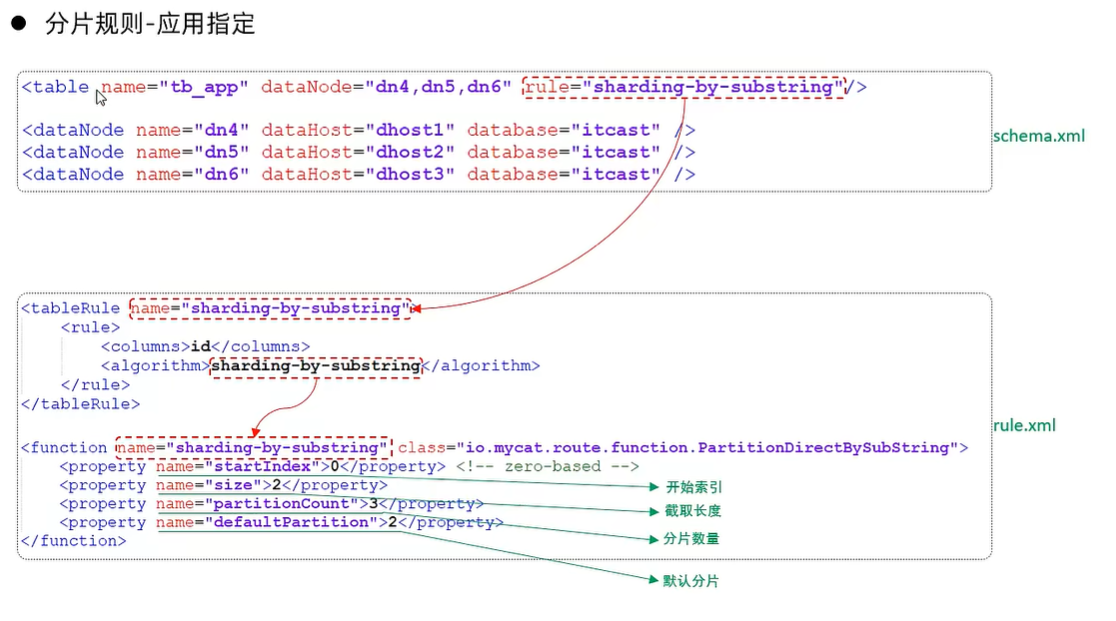 ● 分片规则-应用指定
<table name="tb_app" dataNode="dn4,dn5,dn6" rule="sharding-by-substring"/>
<dataNode name="dn4" dataHost="dhost1" database="itcast" />
<dataNode name="dn5" dataHost="dhost2" database="itcast" />
<dataNode name="dn6" dataHost="dhost3" database="itcast" />
schema.xml
<tableRule name="sharding-by-substring">
<rule>
<columns>id</columns>
<algorithm>sharding-by-substring</algorithm>
</rule>
</tableRule>
<function name="sharding-by-substring" class="io.mycat.route.function.PartitionDirectBySubString">
<property name="startIndex">0</property> <!-- zero-based -->
<property name="size">2</property>
<property name="partitionCount">3</property>
<property name="defaultPartition">2</property>
</function>
rule.xml
开始索引
截取长度
分片数量
默认分片